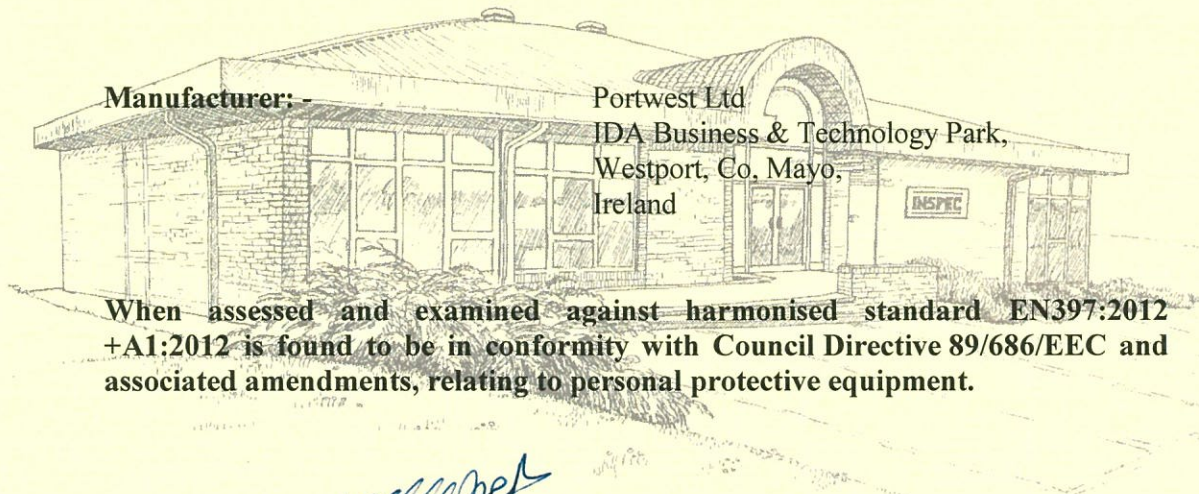 Manufacturer: - Portwest Ltd
IDA Business & Technology Park,
Westport, Co. Mayo,
Ireland
INSPEC
When assessed and examined against harmonised standard EN397:2012
+A1:2012 is found to be in conformity with Council Directive 89/686/EEC and
associated amendments, relating to personal protective equipment.